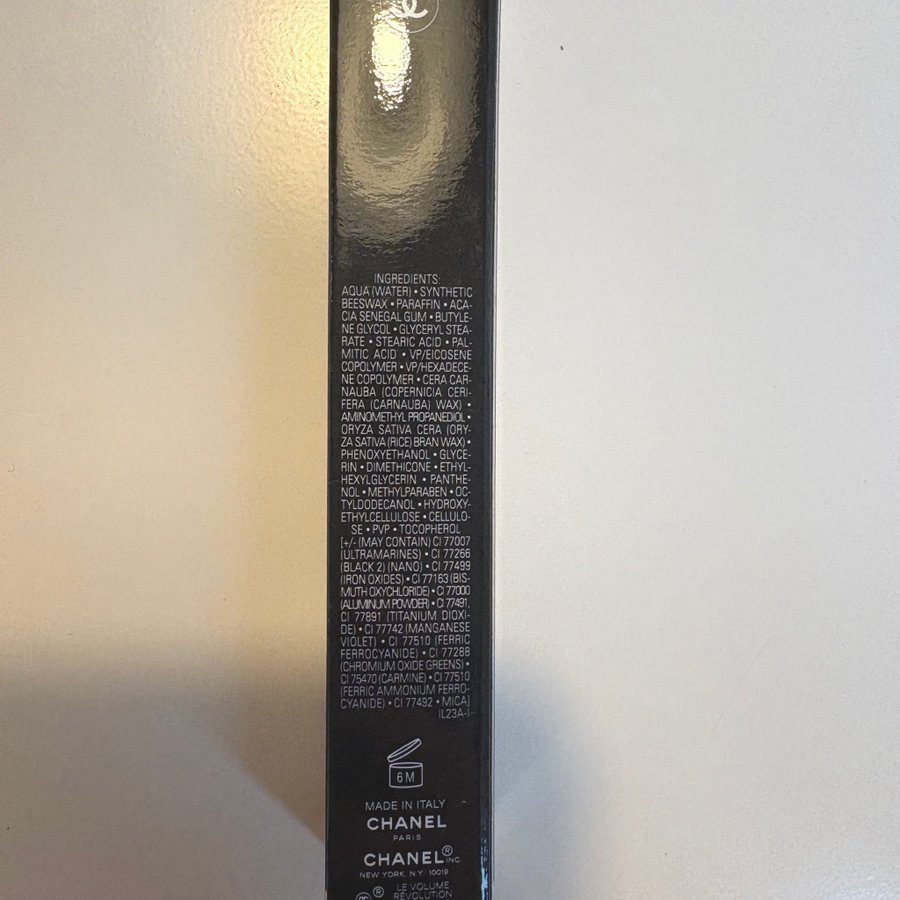 INGREDIENTS:
AQUA (WATER) • SYNTHETIC
BEESWAX • PARAFFIN • ACA-
CIA SENEGAL GUM • BUTYLE-
NE GLYCOL • GLYCERYL STEA-
RATE • STEARIC ACID • PAL-
MITIC ACID • VP/EICOSENE
COPOLYMER • VP/HEXADECE-
NE COPOLYMER • CERA CAR-
NAUBA (COPERNICIA CERI-
FERA (CARNAUBA) WAX) •
AMINOMETHYL PROPANEDIOL •
ORYZA SATIVA CERA (ORY-
ZA SATIVA (RICE) BRAN WAX) •
PHENOXYETHANOL • GLYCE-
RIN • DIMETHICONE • ETHYL-
HEXYLGLYCERIN • PANTHE-
NOL • METHYLPARABEN • OC-
TYLDODECANOL • HYDROXY-
ETHYLCELLULOSE • CELLULO-
SE • PVP • TOCOPHEROL
[+/- (MAY CONTAIN) CI 77007
(ULTRAMARINES) • CI 77266
(BLACK 2) (NANO) • CI 77499
(IRON OXIDES) • CI 77163 (BIS-
MUTH OXYCHLORIDE) • CI 77000
(ALUMINUM POWDER) • CI 77491,
CI 77891 (TITANIUM DIOXI-
DE) • CI 77742 (MANGANESE
VIOLET) • CI 77510 (FERRIC
FERROCYANIDE) • CI 77288
(CHROMIUM OXIDE GREENS) •
CI 75470 (CARMINE) • CI 77510
(FERRIC AMMONIUM FERRO-
CYANIDE) • CI 77492 • MICA]
IL23A-1
6M
MADE IN ITALY
CHANEL
PARIS
CHANEL® INC
NEW YORK, N.Y. 10019
® LE VOLUME
RÉVOLUTION